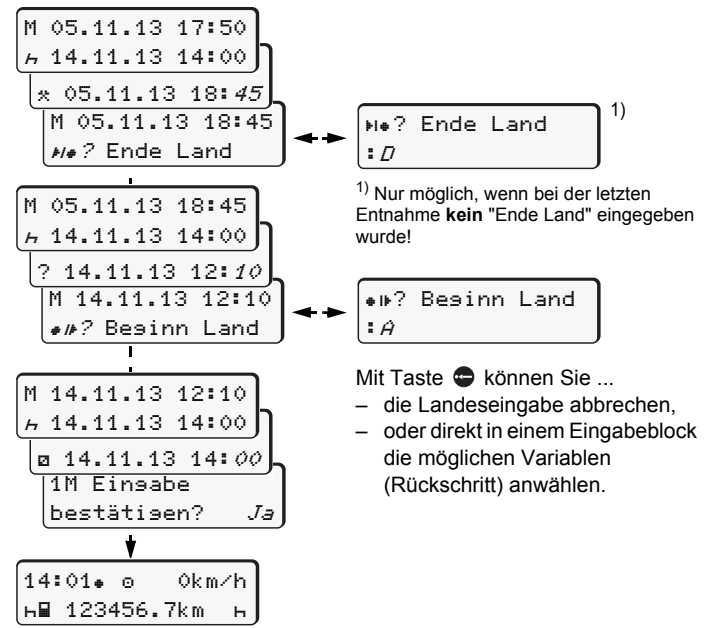 M 05.11.13 17:50
14.11.13 14:00
05.11.13 18:45
M 05.11.13 18:45
? Ende Land
? Ende Land
:D
1)
1) Nur möglich, wenn bei der letzten
Entnahme kein "Ende Land" eingegeben
wurde!
M 05.11.13 18:45
14.11.13 14:00
? 14.11.13 12:10
M 14.11.13 12:10
? Beginn Land
? Beginn Land
:A
Mit Taste können Sie ...
– die Landeseingabe abbrechen,
– oder direkt in einem Eingabeblock
die möglichen Variablen
(Rückschritt) anwählen.
M 14.11.13 12:10
14.11.13 14:00
14.11.13 14:00
1M Eingabe
bestätigen? Ja
14:01 0km/h
123456.7km